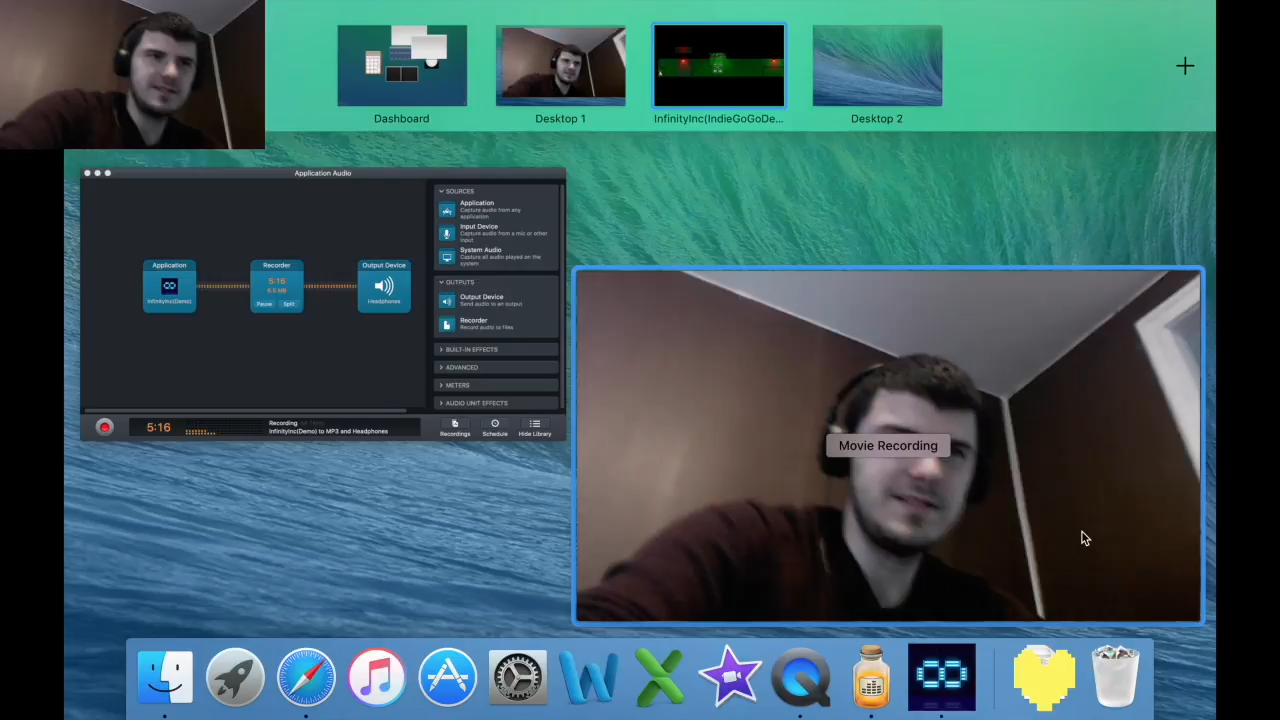 Dashboard
Desktop 1
InfinityInc(IndieGoGoDe...
Desktop 2
Application Audio
SOURCES
Application
Capture audio from any
application
Input Device
Capture audio from a mic or other
input
System Audio
Capture all audio played on the
system
OUTPUTS
Output Device
Send audio to an output
Recorder
Record audio to files
BUILT-IN EFFECTS
ADVANCED
METERS
AUDIO UNIT EFFECTS
Application
InfinityInc(Demo)
Recorder
5:16
6.5 MB
Pause
Split
Output Device
Headphones
5:16
Recording
InfinityInc(Demo) to MP3 and Headphones
Recordings
Schedule
Hide Library
Movie Recording